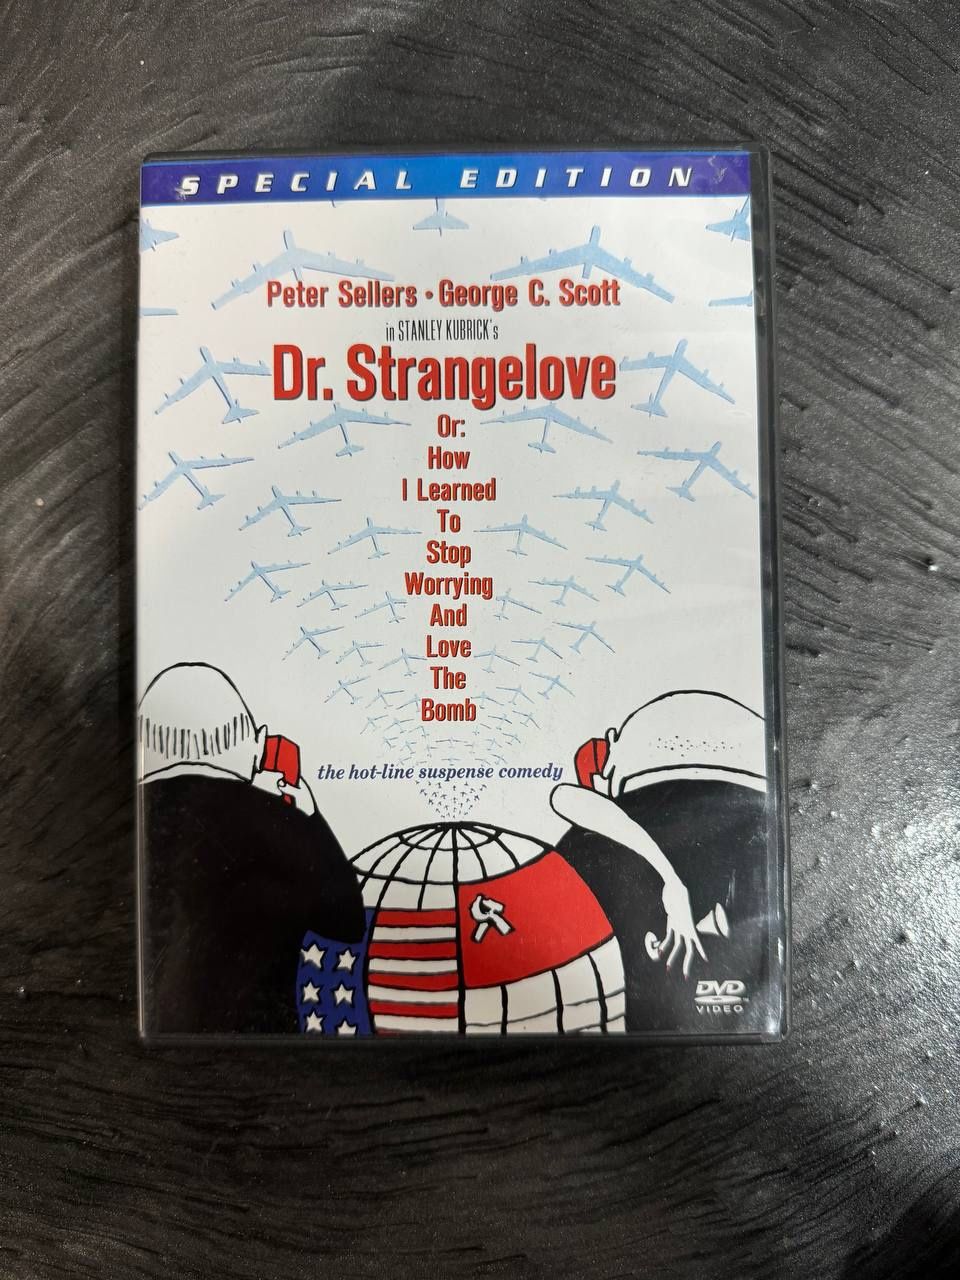 SPECIAL EDITION
Peter Sellers • George C. Scott
in STANLEY KUBRICK's
Dr. Strangelove
Or:
How
I Learned
To
Stop
Worrying
And
Love
The
Bomb
the hot-line suspense comedy
DVD
VIDEO